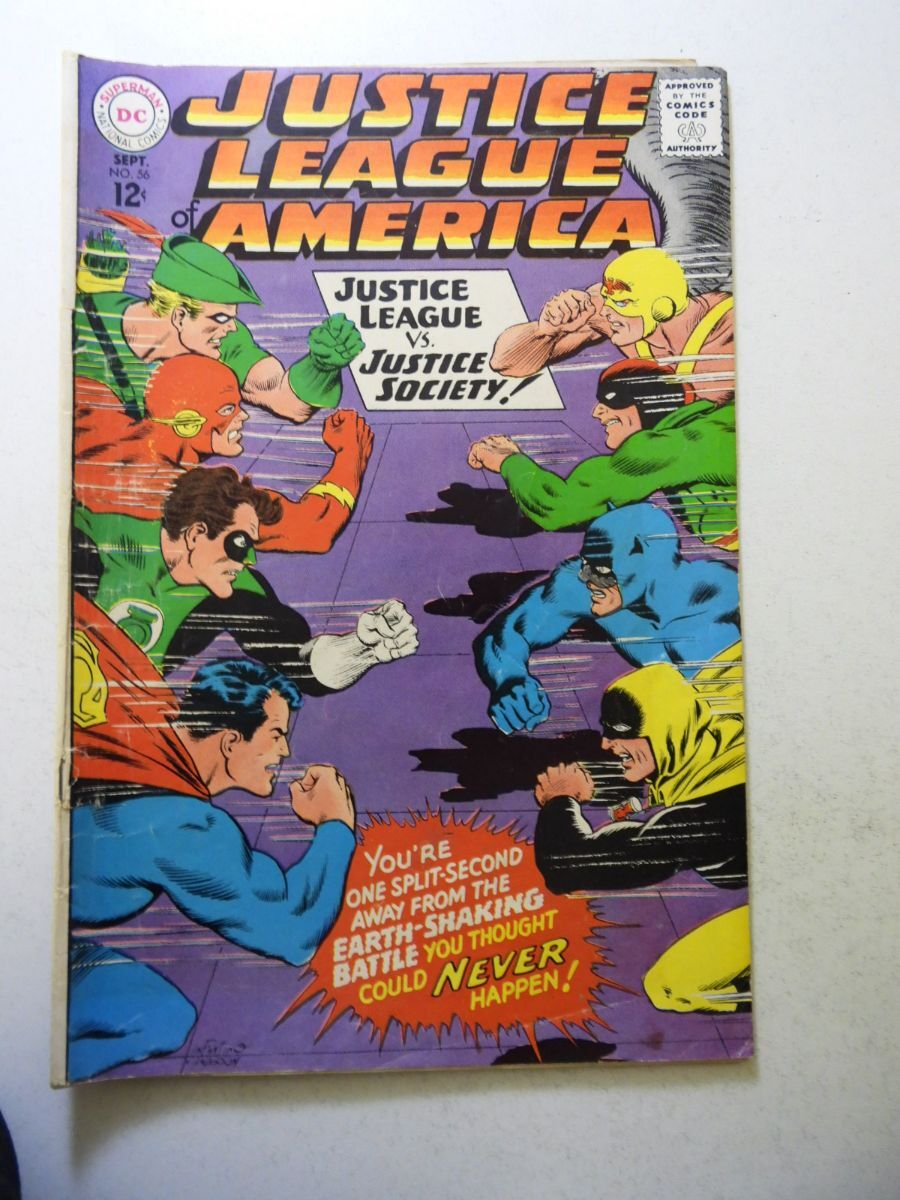 SUPERMAN
DC
NATIONAL COMICS
SEPT.
NO. 56
12¢
JUSTICE
LEAGUE
of AMERICA
APPROVED
BY THE
COMICS
CODE
CA
AUTHORITY
JUSTICE
LEAGUE
VS.
JUSTICE
SOCIETY!
YOU'RE
ONE SPLIT-SECOND
AWAY FROM THE
EARTH-SHAKING
BATTLE YOU THOUGHT
COULD NEVER
HAPPEN!